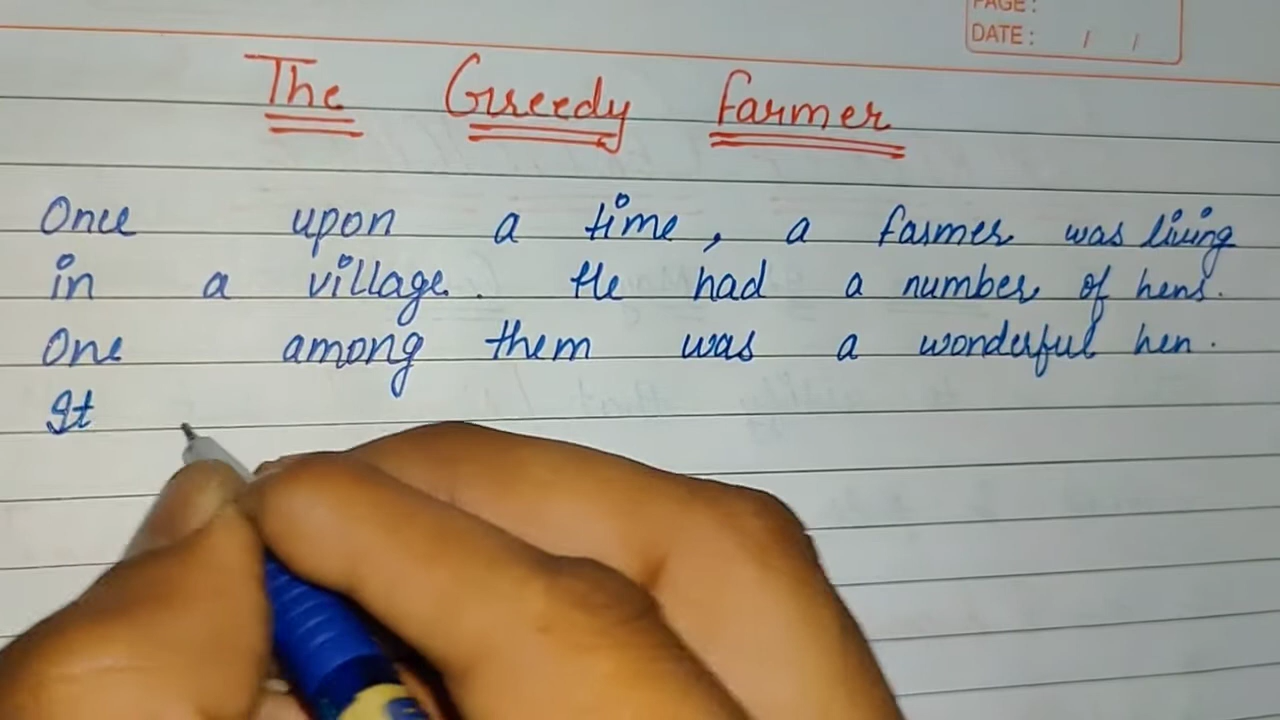 PAGE:
DATE: / /
The Greedy Farmer
Once upon a time, a farmer was living
in a village. He had a number of hens.
One among them was a wonderful hen.
It